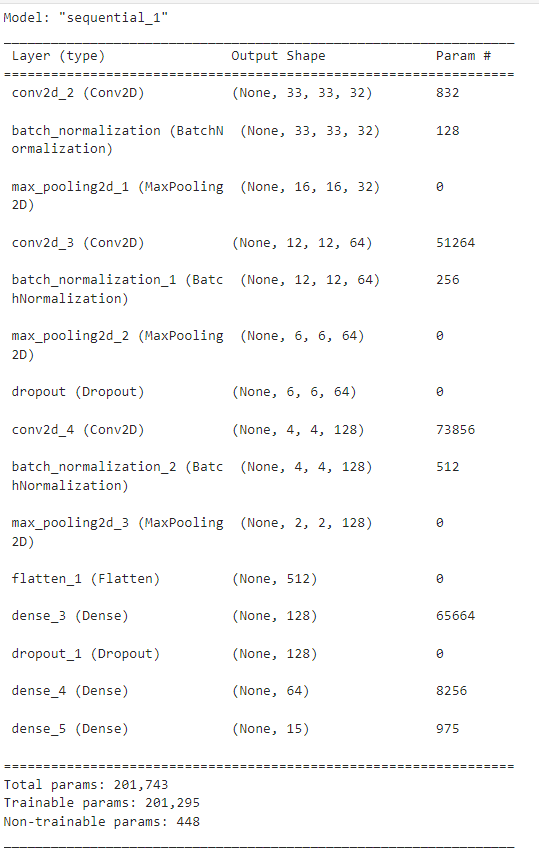 Model: "sequential_1"
_________________________________________________________________
Layer (type) Output Shape Param #
=================================================================
conv2d_2 (Conv2D) (None, 33, 33, 32) 832
batch_normalization (BatchN (None, 33, 33, 32) 128
ormalization)
max_pooling2d_1 (MaxPooling (None, 16, 16, 32) 0
2D)
conv2d_3 (Conv2D) (None, 12, 12, 64) 51264
batch_normalization_1 (Batc (None, 12, 12, 64) 256
hNormalization)
max_pooling2d_2 (MaxPooling (None, 6, 6, 64) 0
2D)
dropout (Dropout) (None, 6, 6, 64) 0
conv2d_4 (Conv2D) (None, 4, 4, 128) 73856
batch_normalization_2 (Batc (None, 4, 4, 128) 512
hNormalization)
max_pooling2d_3 (MaxPooling (None, 2, 2, 128) 0
2D)
flatten_1 (Flatten) (None, 512) 0
dense_3 (Dense) (None, 128) 65664
dropout_1 (Dropout) (None, 128) 0
dense_4 (Dense) (None, 64) 8256
dense_5 (Dense) (None, 15) 975
=================================================================
Total params: 201,743
Trainable params: 201,295
Non-trainable params: 448
_________________________________________________________________